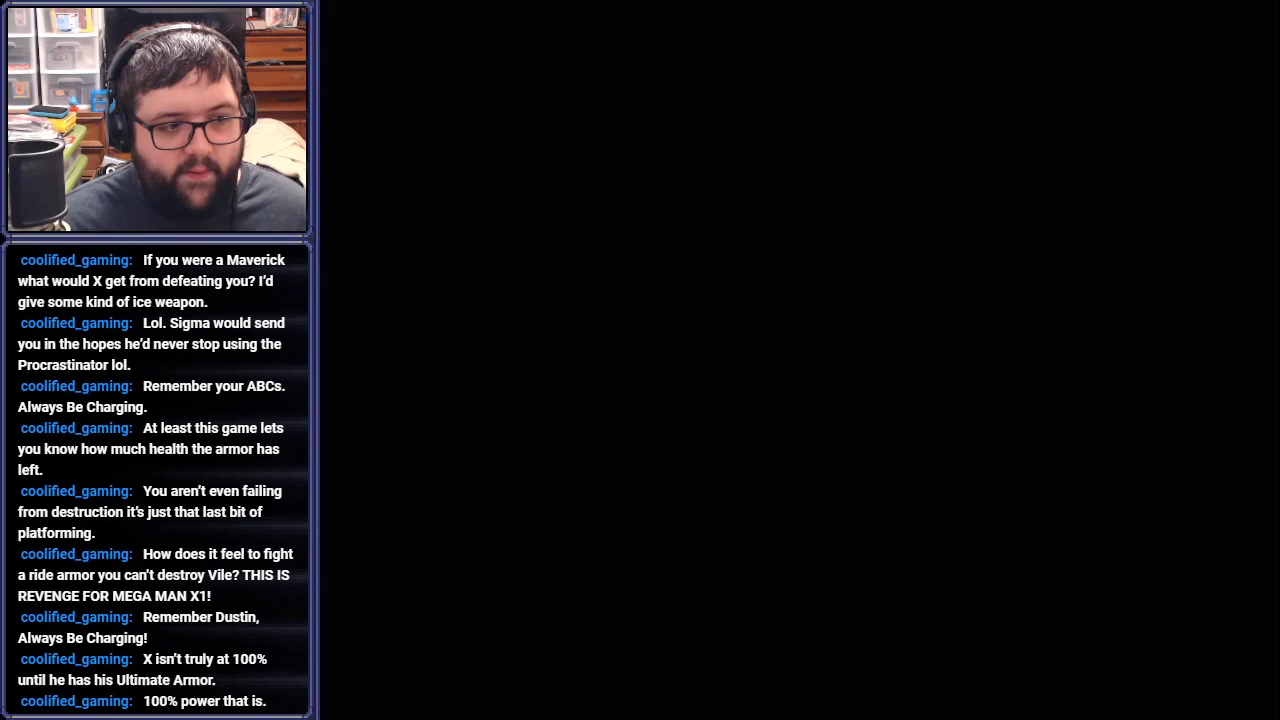 coolified_gaming: If you were a Maverick
what would X get from defeating you? I'd
give some kind of ice weapon.
coolified_gaming: Lol. Sigma would send
you in the hopes he'd never stop using the
Procrastinator lol.
coolified_gaming: Remember your ABCs.
Always Be Charging.
coolified_gaming: At least this game lets
you know how much health the armor has
left.
coolified_gaming: You aren't even failing
from destruction it's just that last bit of
platforming.
coolified_gaming: How does it feel to fight
a ride armor you can't destroy Vile? THIS IS
REVENGE FOR MEGA MAN X1!
coolified_gaming: Remember Dustin,
Always Be Charging!
coolified_gaming: X isn't truly at 100%
until he has his Ultimate Armor.
coolified_gaming: 100% power that is.